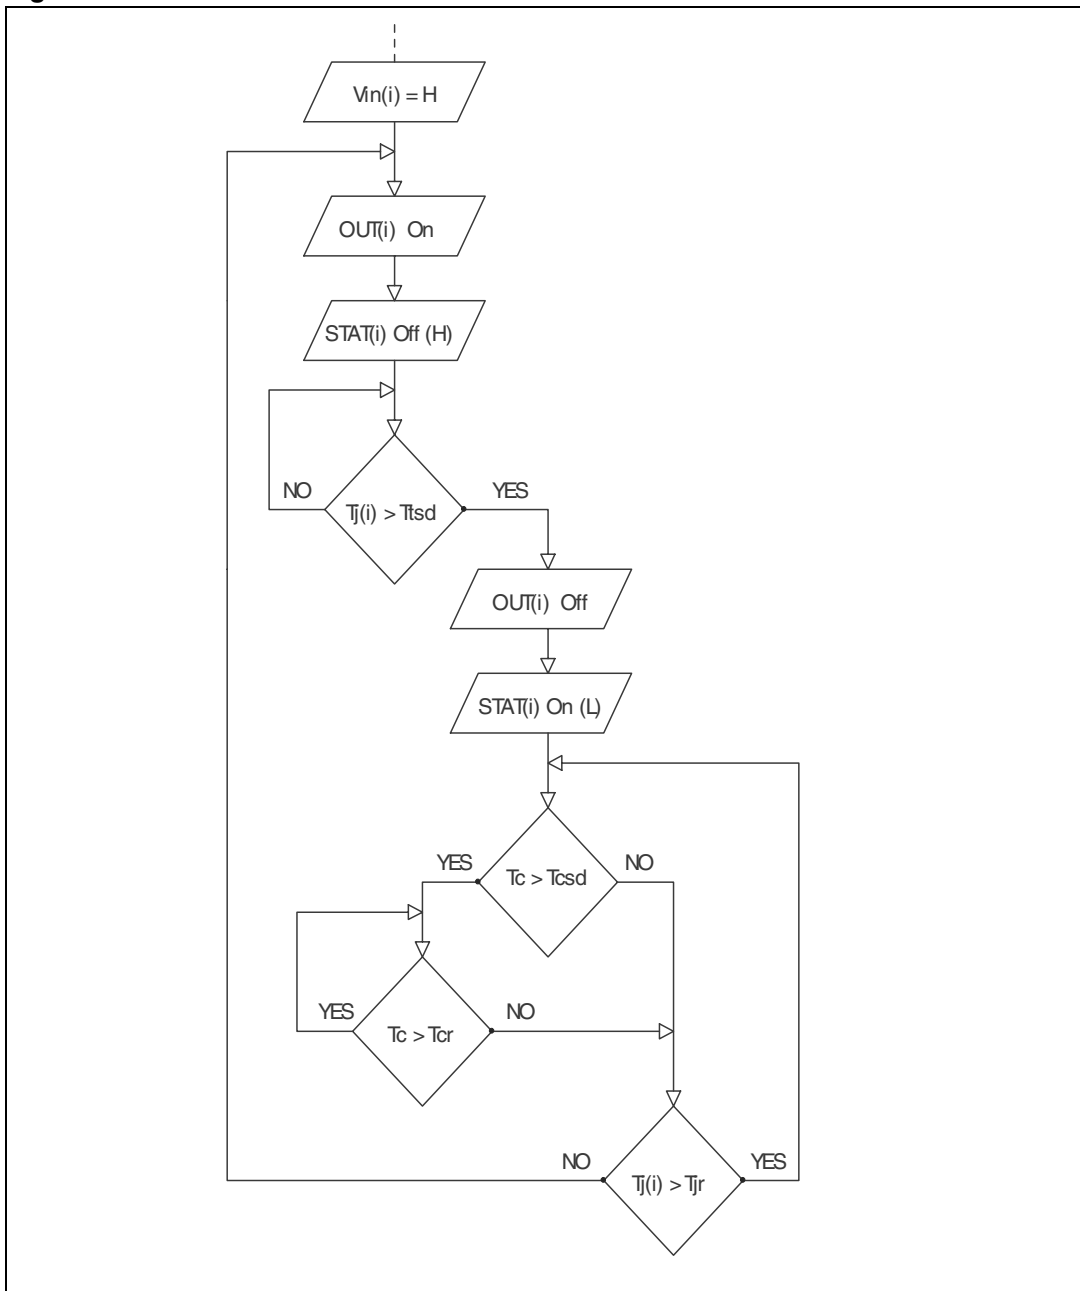 Vin(i) = H
OUT(i) On
STAT(i) Off (H)
NO
YES
Tj(i) > Ttsd
OUT(i) Off
STAT(i) On (L)
YES
NO
Tc > Tcsd
YES
NO
Tc > Tcr
NO
YES
Tj(i) > Tjr